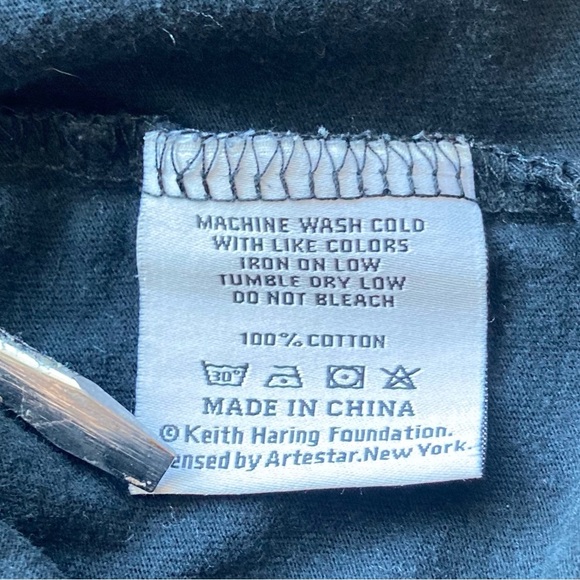 MACHINE WASH COLD
WITH LIKE COLORS
IRON ON LOW
TUMBLE DRY LOW
DO NOT BLEACH
100% COTTON
30°
MADE IN CHINA
© Keith Haring Foundation.
ensed by Artestar.New York.